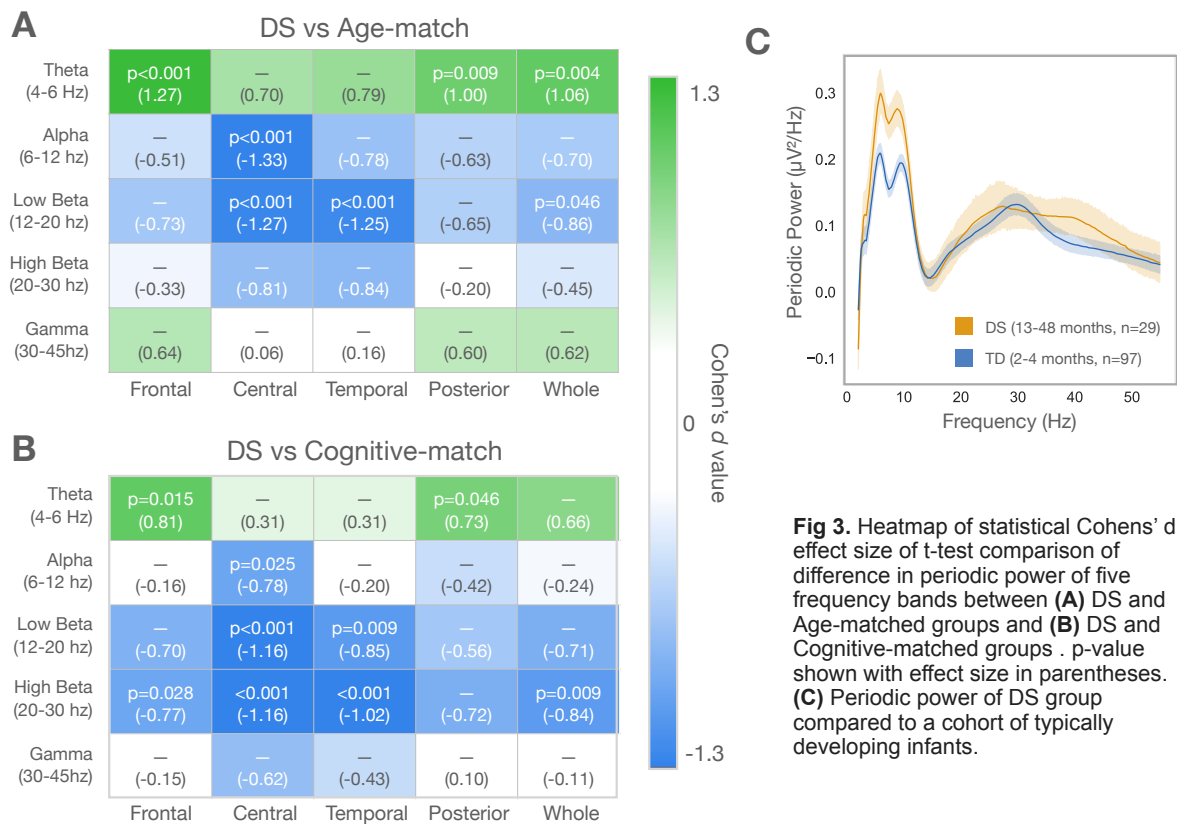 A
DS vs Age-match
Theta
(4-6 Hz)
p<0.001
(1.27)
—
(0.70)
—
(0.79)
p=0.009
(1.00)
p=0.004
(1.06)
Alpha
(6-12 hz)
—
(-0.51)
p<0.001
(-1.33)
—
(-0.78)
—
(-0.63)
—
(-0.70)
Low Beta
(12-20 hz)
—
(-0.73)
p<0.001
(-1.27)
p<0.001
(-1.25)
—
(-0.65)
p=0.046
(-0.86)
High Beta
(20-30 hz)
—
(-0.33)
—
(-0.81)
—
(-0.84)
—
(-0.20)
—
(-0.45)
Gamma
(30-45hz)
—
(0.64)
—
(0.06)
—
(0.16)
—
(0.60)
—
(0.62)
Frontal
Central
Temporal
Posterior
Whole
B
DS vs Cognitive-match
Theta
(4-6 Hz)
p=0.015
(0.81)
—
(0.31)
—
(0.31)
p=0.046
(0.73)
—
(0.66)
Alpha
(6-12 hz)
—
(-0.16)
p=0.025
(-0.78)
—
(-0.20)
—
(-0.42)
—
(-0.24)
Low Beta
(12-20 hz)
—
(-0.70)
p<0.001
(-1.16)
p=0.009
(-0.85)
—
(-0.56)
—
(-0.71)
High Beta
(20-30 hz)
p=0.028
(-0.77)
<0.001
(-1.16)
<0.001
(-1.02)
—
(-0.72)
p=0.009
(-0.84)
Gamma
(30-45hz)
—
(-0.15)
—
(-0.62)
—
(-0.43)
—
(0.10)
—
(-0.11)
Frontal
Central
Temporal
Posterior
Whole
1.3
0
-1.3
Cohen's d value
C
Periodic Power (µV²/Hz)
0.3
0.2
0.1
0.0
−0.1
DS (13-48 months, n=29)
TD (2-4 months, n=97)
0
10
20
30
40
50
Frequency (Hz)
Fig 3. Heatmap of statistical Cohens' d
effect size of t-test comparison of
difference in periodic power of five
frequency bands between (A) DS and
Age-matched groups and (B) DS and
Cognitive-matched groups . p-value
shown with effect size in parentheses.
(C) Periodic power of DS group
compared to a cohort of typically
developing infants.